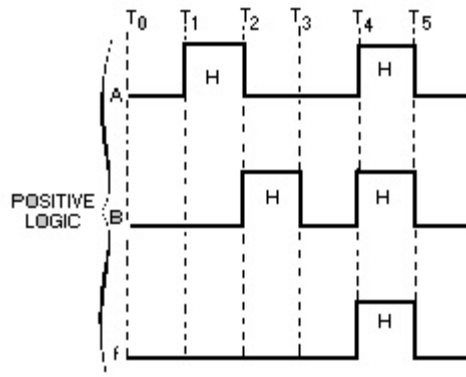 T0 T1 T2 T3 T4 T5
A H H
POSITIVE
LOGIC
B H H
f H